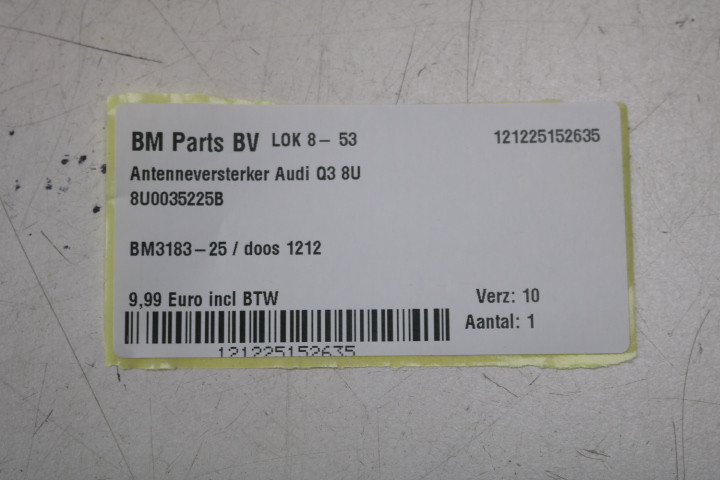 BM Parts BV LOK 8- 53 121225152635
Antenneversterker Audi Q3 8U
8U0035225B
BM3183-25 / doos 1212
9,99 Euro incl BTW Verz: 10
Aantal: 1
121225152635